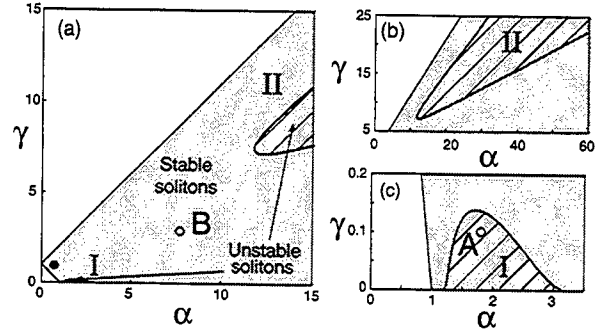 (a)
15
10
5
0
γ
II
Stable
solitons
B
I
Unstable
solitons
0
5
10
15
α
(b)
25
15
5
γ
II
0
20
40
60
α
(c)
0.2
0.1
0
γ
A
I
0
1
2
3
α